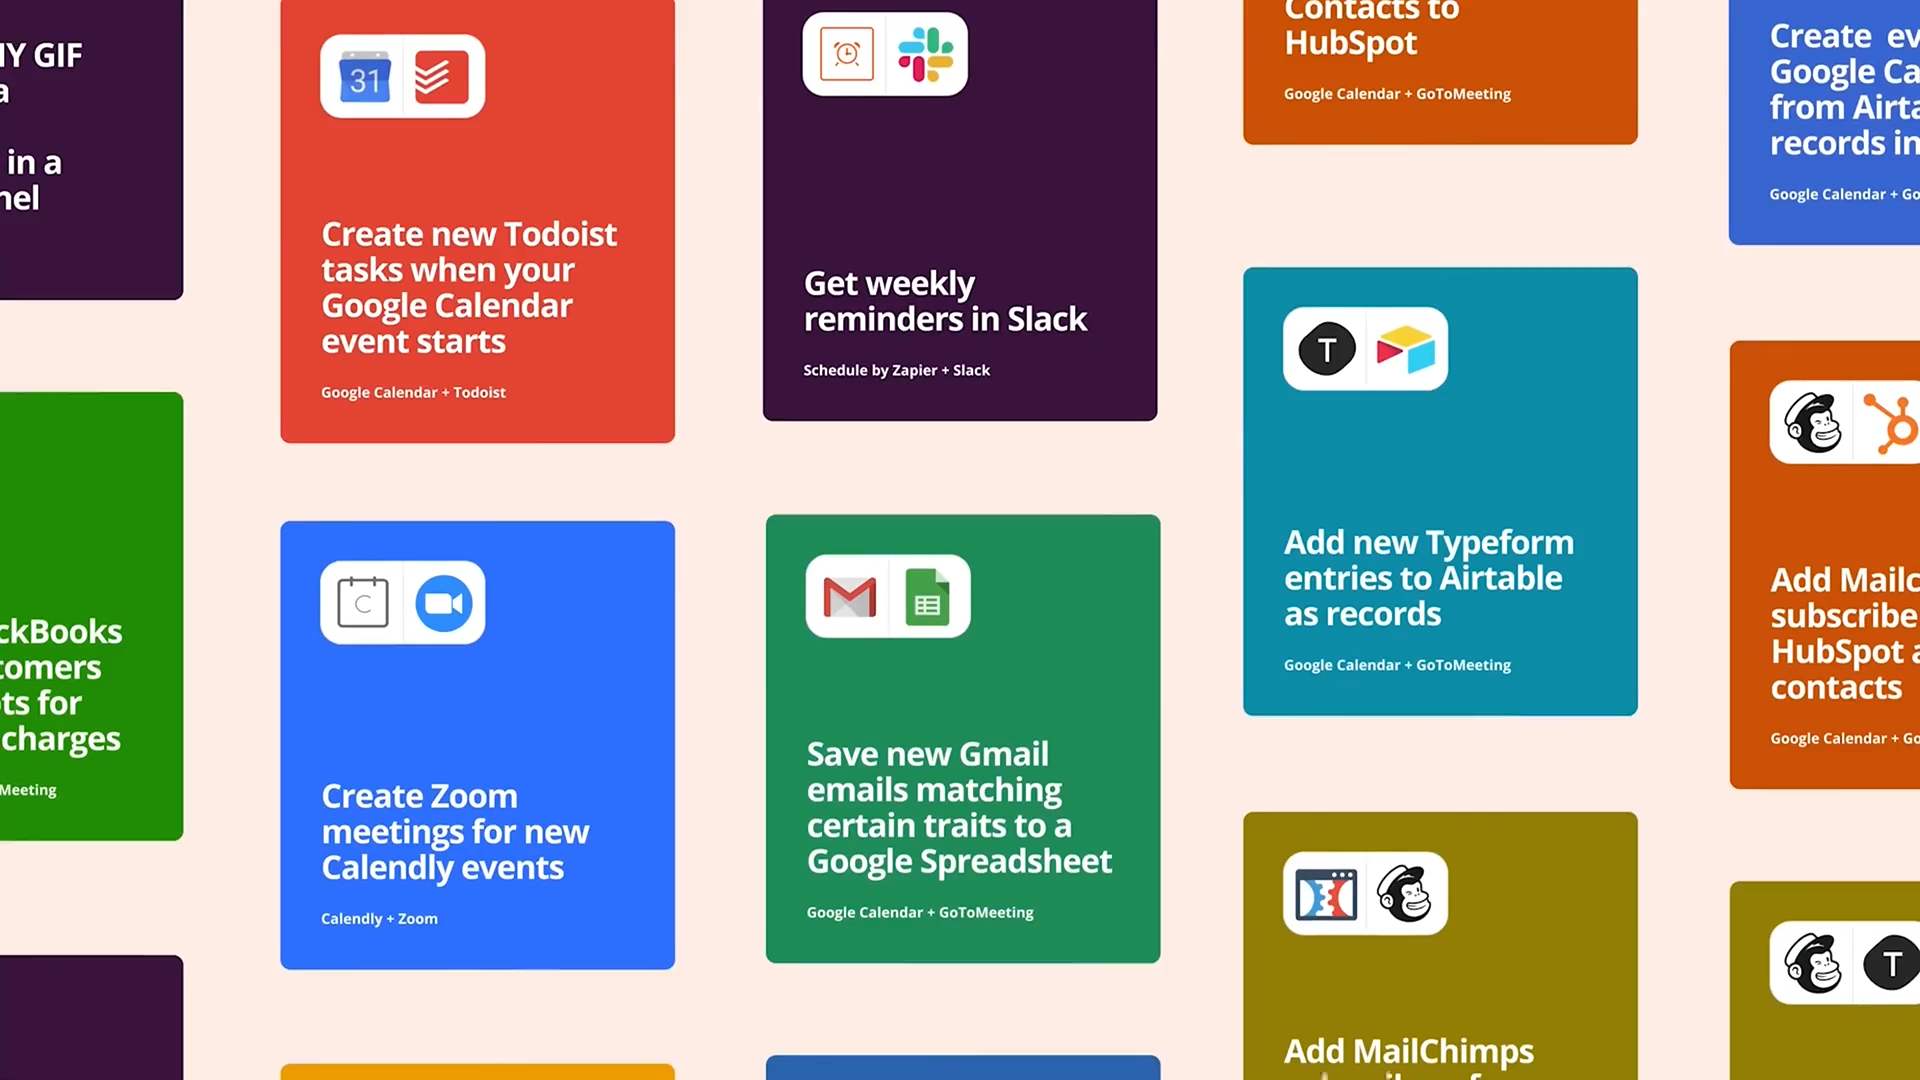 Y GIF
a
in a
nel
ckBooks
tomers
ts for
charges
Meeting
31
Create new Todoist
tasks when your
Google Calendar
event starts
Google Calendar + Todoist
C
Create Zoom
meetings for new
Calendly events
Calendly + Zoom
Get weekly
reminders in Slack
Schedule by Zapier + Slack
Save new Gmail
emails matching
certain traits to a
Google Spreadsheet
Google Calendar + GoToMeeting
Contacts to
HubSpot
Google Calendar + GoToMeeting
T
Add new Typeform
entries to Airtable
as records
Google Calendar + GoToMeeting
Add MailChimps
Create ev
Google Ca
from Airta
records in
Google Calendar + Go
Add Mailc
subscribe
HubSpot a
contacts
Google Calendar + Go
T